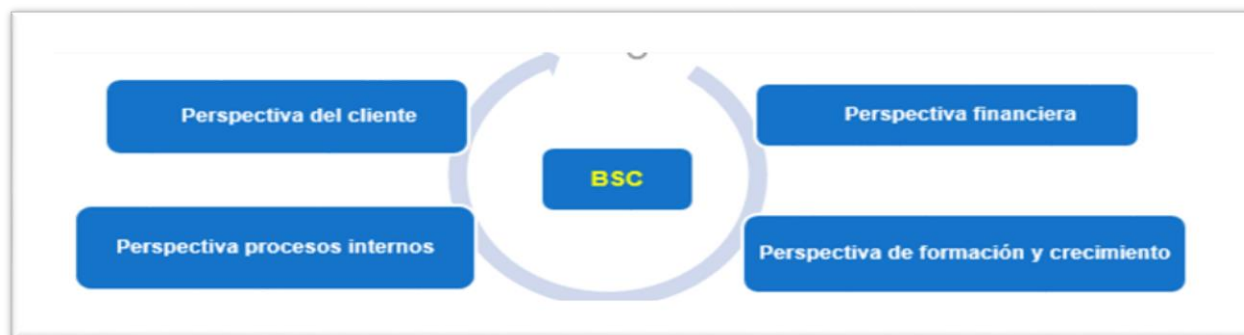 Perspectiva del cliente
Perspectiva financiera
BSC
Perspectiva procesos internos
Perspectiva de formación y crecimiento